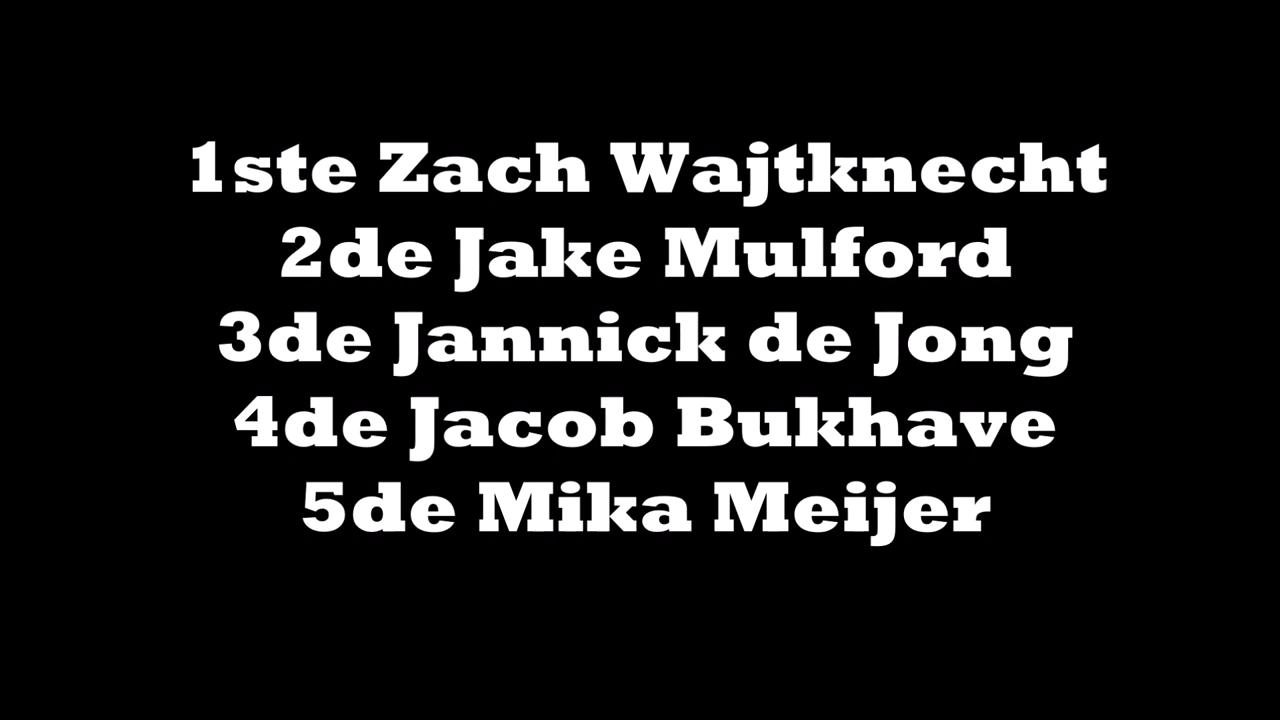 1ste Zach Wajtknecht
2de Jake Mulford
3de Jannick de Jong
4de Jacob Bukhave
5de Mika Meijer